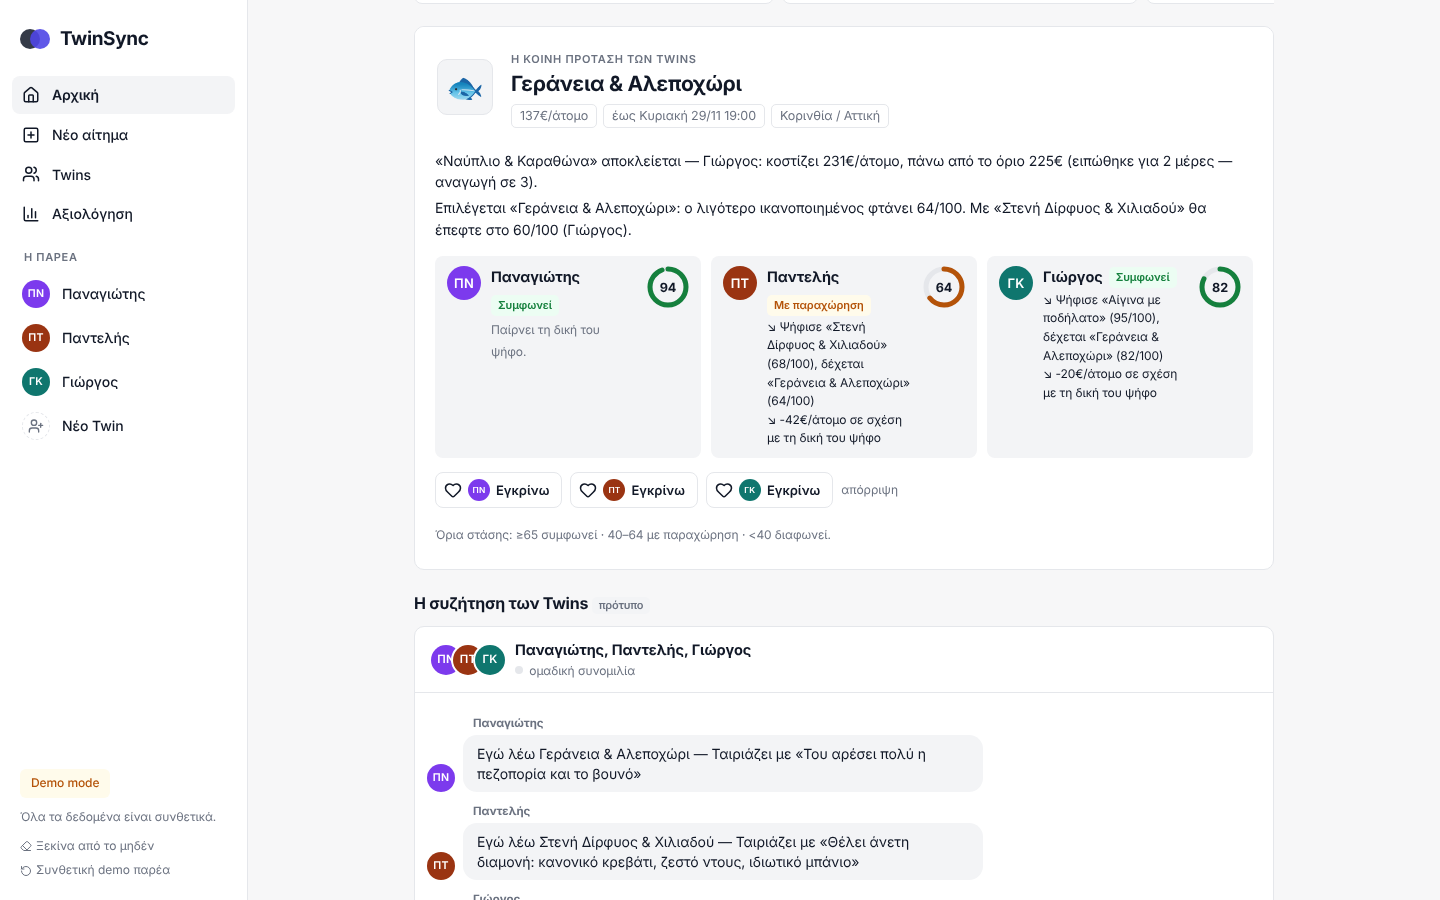 TwinSync
Αρχική
Νέο αίτημα
Twins
Αξιολόγηση
Η ΠΑΡΕΑ
ΠΝ Παναγιώτης
ΠΤ Παντελής
ΓΚ Γιώργος
Νέο Twin
Demo mode
Όλα τα δεδομένα είναι συνθετικά.
Ξεκίνα από το μηδέν
Συνθετική demo παρέα
Η ΚΟΙΝΗ ΠΡΟΤΑΣΗ ΤΩΝ TWINS
Γεράνεια & Αλεποχώρι
137€/άτομο έως Κυριακή 29/11 19:00 Κορινθία / Αττική
«Ναύπλιο & Καραθώνα» αποκλείεται — Γιώργος: κοστίζει 231€/άτομο, πάνω από το όριο 225€ (ειπώθηκε για 2 μέρες —
αναγωγή σε 3).
Επιλέγεται «Γεράνεια & Αλεποχώρι»: ο λιγότερο ικανοποιημένος φτάνει 64/100. Με «Στενή Δίρφυος & Χιλιαδού» θα
έπεφτε στο 60/100 (Γιώργος).
ΠΝ Παναγιώτης 94
Συμφωνεί
Παίρνει τη δική του
ψήφο.
ΠΤ Παντελής 64
Με παραχώρηση
↘ Ψήφισε «Στενή
Δίρφυος & Χιλιαδού»
(68/100), δέχεται
«Γεράνεια & Αλεποχώρι»
(64/100)
↘ -42€/άτομο σε σχέση
με τη δική του ψήφο
ΓΚ Γιώργος Συμφωνεί 82
↘ Ψήφισε «Αίγινα με
ποδήλατο» (95/100),
δέχεται «Γεράνεια &
Αλεποχώρι» (82/100)
↘ -20€/άτομο σε σχέση
με τη δική του ψήφο
ΠΝ Εγκρίνω ΠΤ Εγκρίνω ΓΚ Εγκρίνω απόρριψη
Όρια στάσης: ≥65 συμφωνεί · 40–64 με παραχώρηση · <40 διαφωνεί.
Η συζήτηση των Twins πρότυπο
ΠΝ ΠΤ ΓΚ Παναγιώτης, Παντελής, Γιώργος
ομαδική συνομιλία
Παναγιώτης
Εγώ λέω Γεράνεια & Αλεποχώρι — Ταιριάζει με «Του αρέσει πολύ η
πεζοπορία και το βουνό»
ΠΝ
Παντελής
Εγώ λέω Στενή Δίρφυος & Χιλιαδού — Ταιριάζει με «Θέλει άνετη
διαμονή: κανονικό κρεβάτι, ζεστό ντους, ιδιωτικό μπάνιο»
ΠΤ
Γιώργος